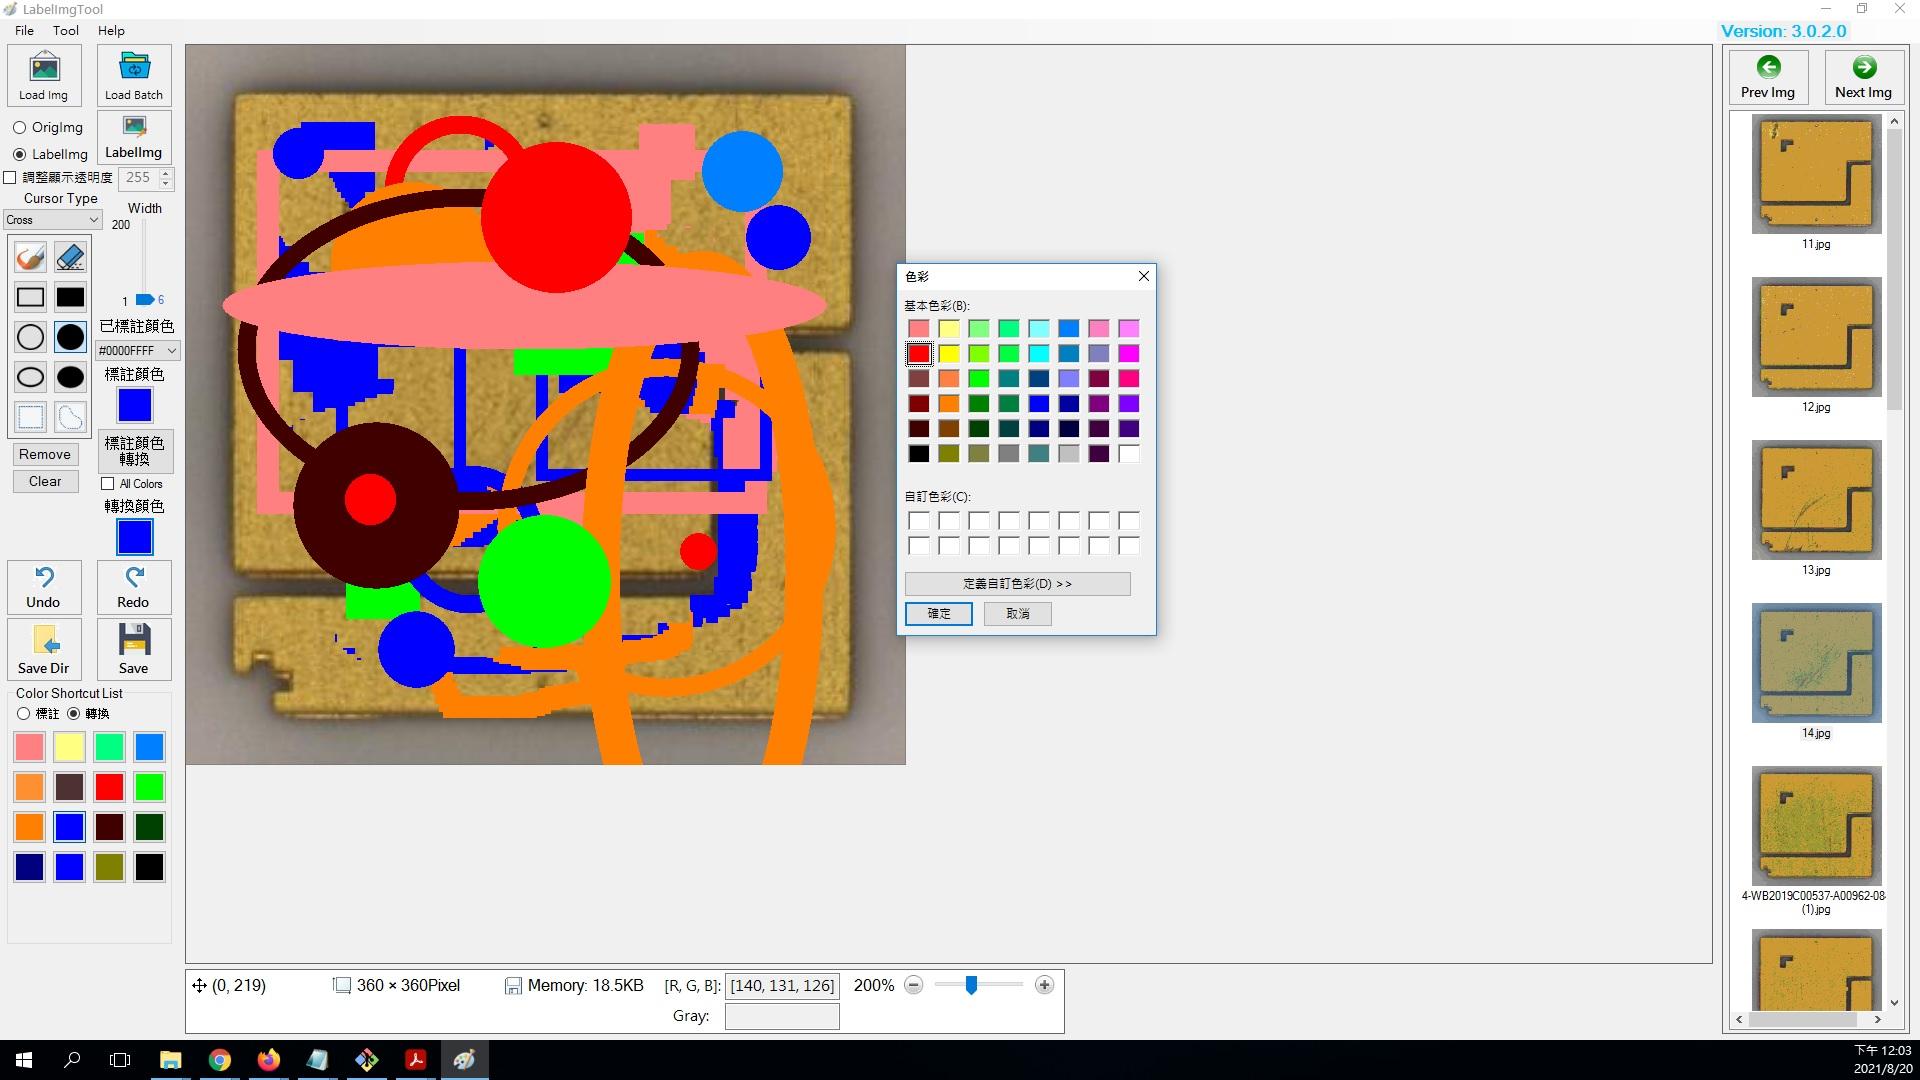 LabelImgTool
File Tool Help
Version: 3.0.2.0
Load Img
Load Batch
OrigImg
LabelImg
LabelImg
調整顯示透明度
255
Cursor Type
Cross
Width
200
1
6
已標註顏色
#0000FFFF
標註顏色
標註顏色
轉換
All Colors
轉換顏色
Remove
Clear
Undo
Redo
Save Dir
Save
Color Shortcut List
標註
轉換
色彩
基本色彩(B):
自訂色彩(C):
定義自訂色彩(D) >>
確定
取消
Prev Img
Next Img
11.jpg
12.jpg
13.jpg
14.jpg
4-WB2019C00537-A00962-08
(1).jpg
(0, 219)
360 × 360Pixel
Memory: 18.5KB
[R, G, B]:
[140, 131, 126]
200%
Gray:
下午 12:03
2021/8/20